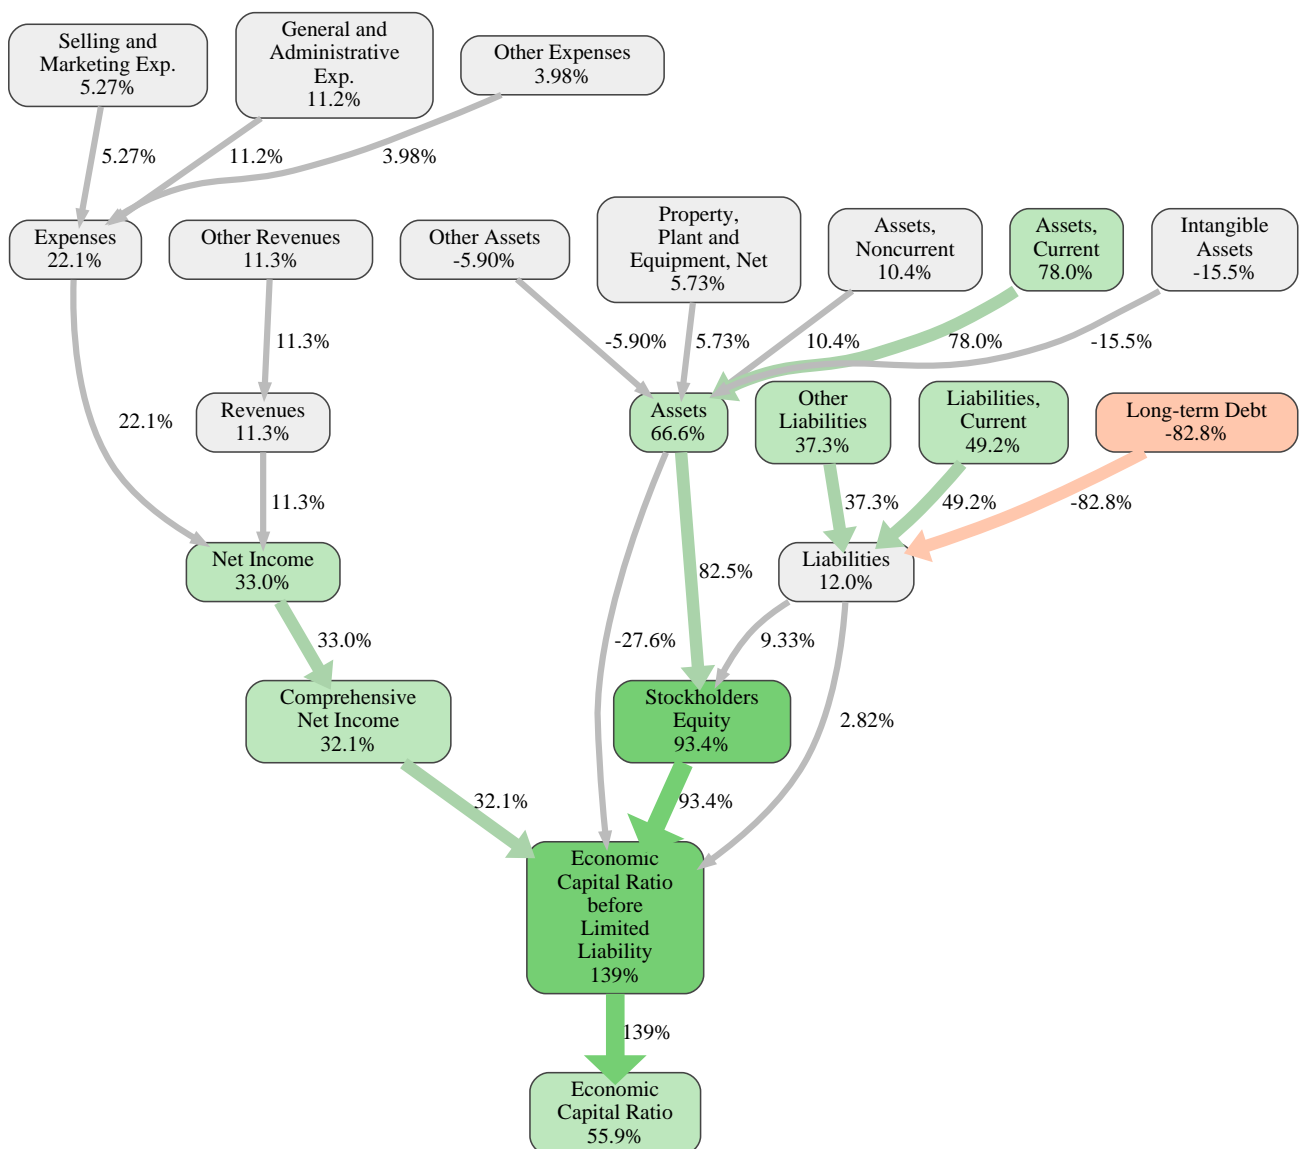 Selling and
Marketing Exp.
5.27%
General and
Administrative
Exp.
11.2%
Other Expenses
3.98%
5.27%
11.2%
3.98%
Expenses
22.1%
Other Revenues
11.3%
Other Assets
-5.90%
Property,
Plant and
Equipment, Net
5.73%
Assets,
Noncurrent
10.4%
Assets,
Current
78.0%
Intangible
Assets
-15.5%
11.3%
-5.90%
5.73%
10.4%
78.0%
-15.5%
22.1%
Revenues
11.3%
Assets
66.6%
Other
Liabilities
37.3%
Liabilities,
Current
49.2%
Long-term Debt
-82.8%
11.3%
37.3%
49.2%
-82.8%
Net Income
33.0%
82.5%
Liabilities
12.0%
33.0%
-27.6%
9.33%
Comprehensive
Net Income
32.1%
Stockholders
Equity
93.4%
2.82%
32.1%
93.4%
Economic
Capital Ratio
before
Limited
Liability
139%
139%
Economic
Capital Ratio
55.9%